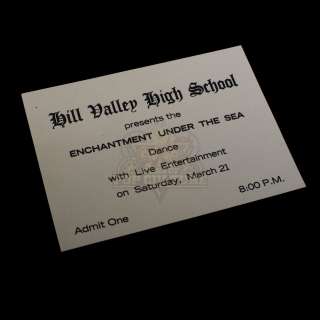 Hill Valley High School
presents the
ENCHANTMENT UNDER THE SEA
Dance
with Live Entertainment
on Saturday, March 21
8:00 P.M.
Admit One